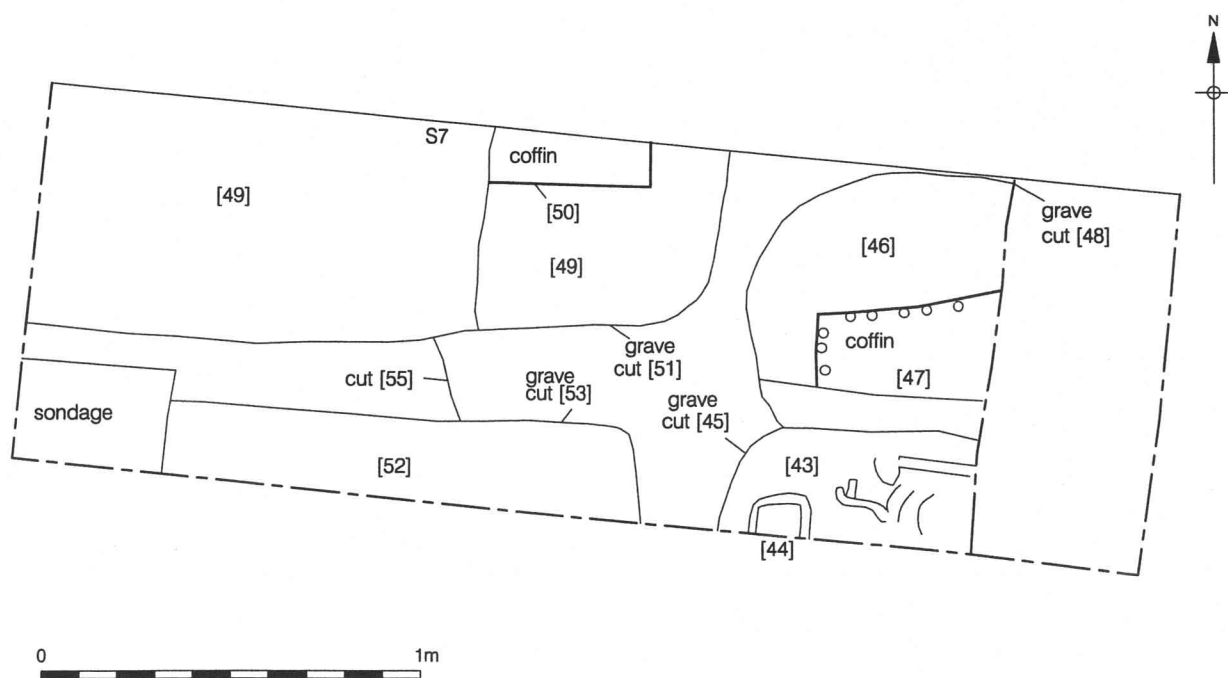 N
S7
coffin
[49]
[50]
grave
cut [48]
[46]
[49]
coffin
grave
cut [51]
[47]
cut [55]
grave
cut [53]
grave
cut [45]
sondage
[52]
[43]
[44]
0
1m